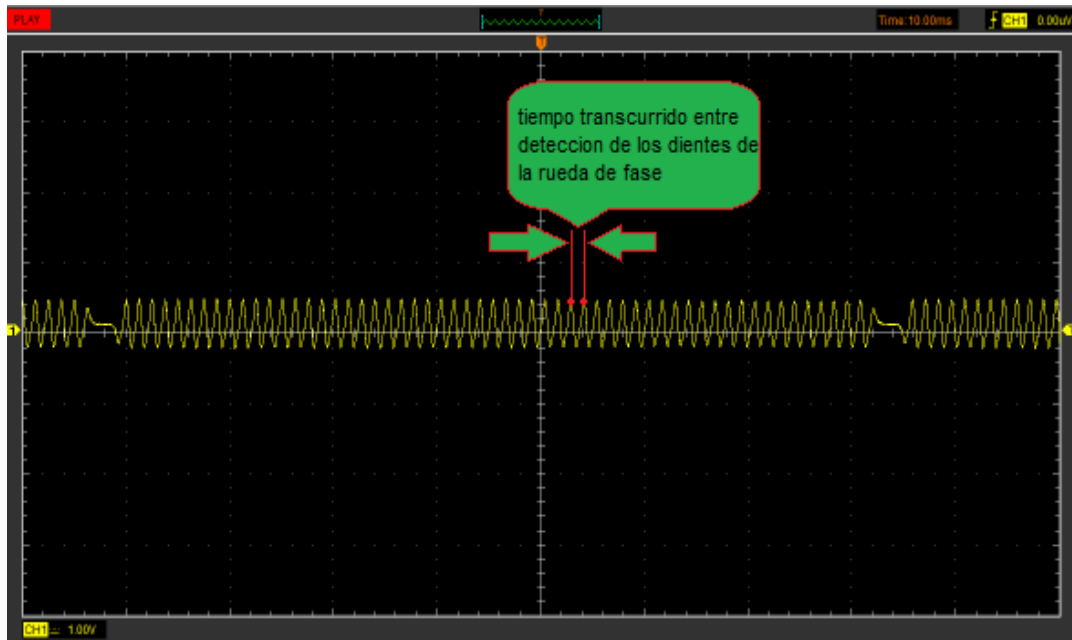 PLAY
T
Time:10.00ms
CH1 0.00uV
T
tiempo transcurrido entre
deteccion de los dientes de
la rueda de fase
1
CH1 1.00V